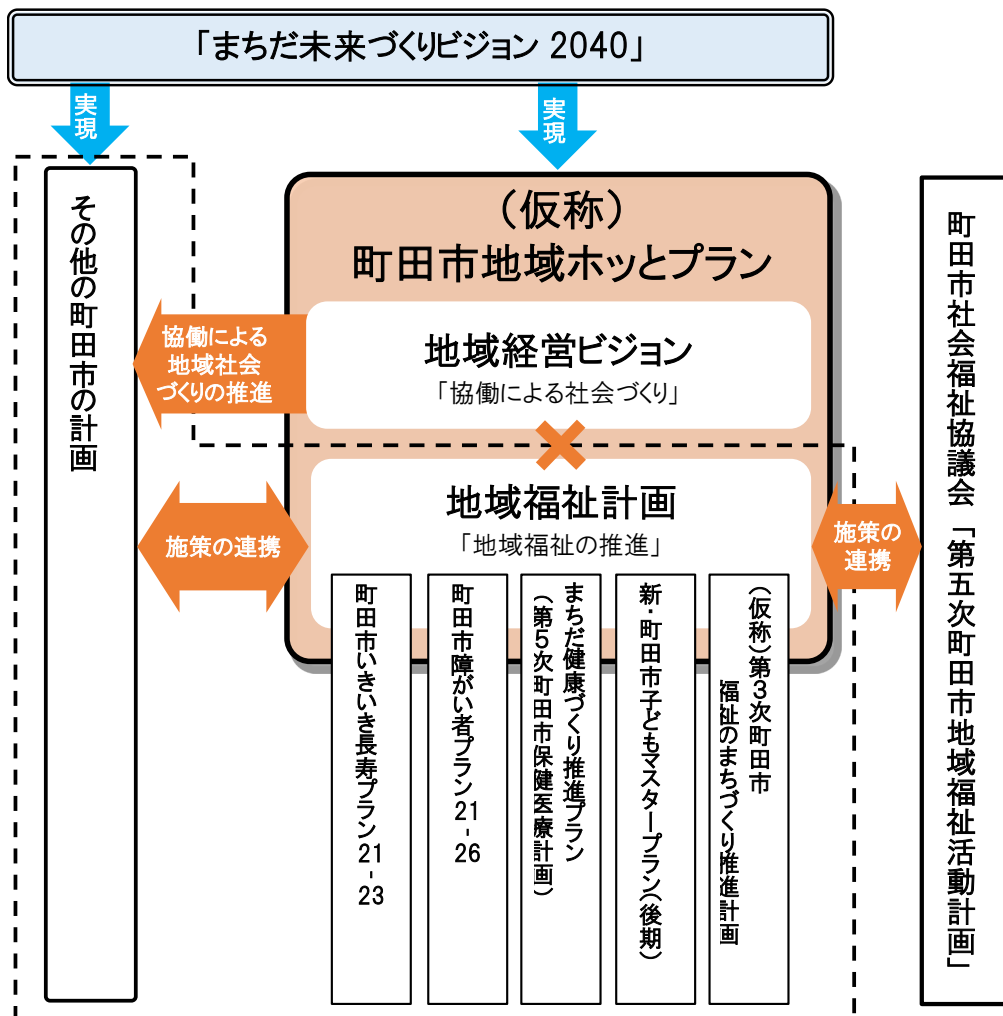 「まちだ未来づくりビジョン 2040」
実現
実現
その他の町田市の計画
（仮称）
町田市地域ホッとプラン
地域経営ビジョン
「協働による社会づくり」
協働による
地域社会
づくりの推進
地域福祉計画
「地域福祉の推進」
施策の連携
施策の
連携
町田市いきいき長寿プラン21-23
町田市障がい者プラン21-26
まちだ健康づくり推進プラン
（第5次町田市保健医療計画）
新・町田市子どもマスタープラン（後期）
（仮称）第3次町田市
福祉のまちづくり推進計画
町田市社会福祉協議会「第五次町田市地域福祉活動計画」